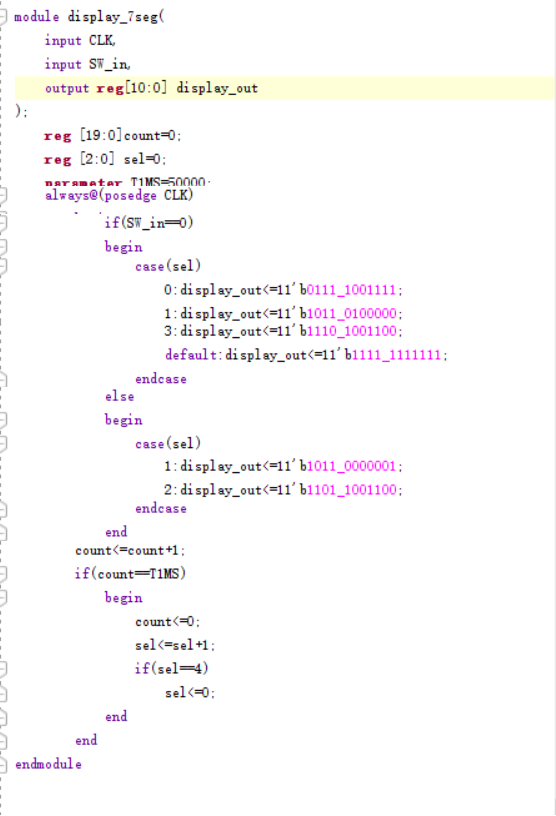 module display_7seg(
input CLK,
input SW_in,
output reg[10:0] display_out
);
reg [19:0]count=0;
reg [2:0] sel=0;
parameter T1MS=50000;
always@(posedge CLK)
if(SW_in==0)
begin
case(sel)
0:display_out<=11'b0111_1001111;
1:display_out<=11'b1011_0100000;
3:display_out<=11'b1110_1001100;
default:display_out<=11'b1111_1111111;
endcase
else
begin
case(sel)
1:display_out<=11'b1011_0000001;
2:display_out<=11'b1101_1001100;
endcase
end
count<=count+1;
if(count==T1MS)
begin
count<=0;
sel<=sel+1;
if(sel==4)
sel<=0;
end
end
endmodule